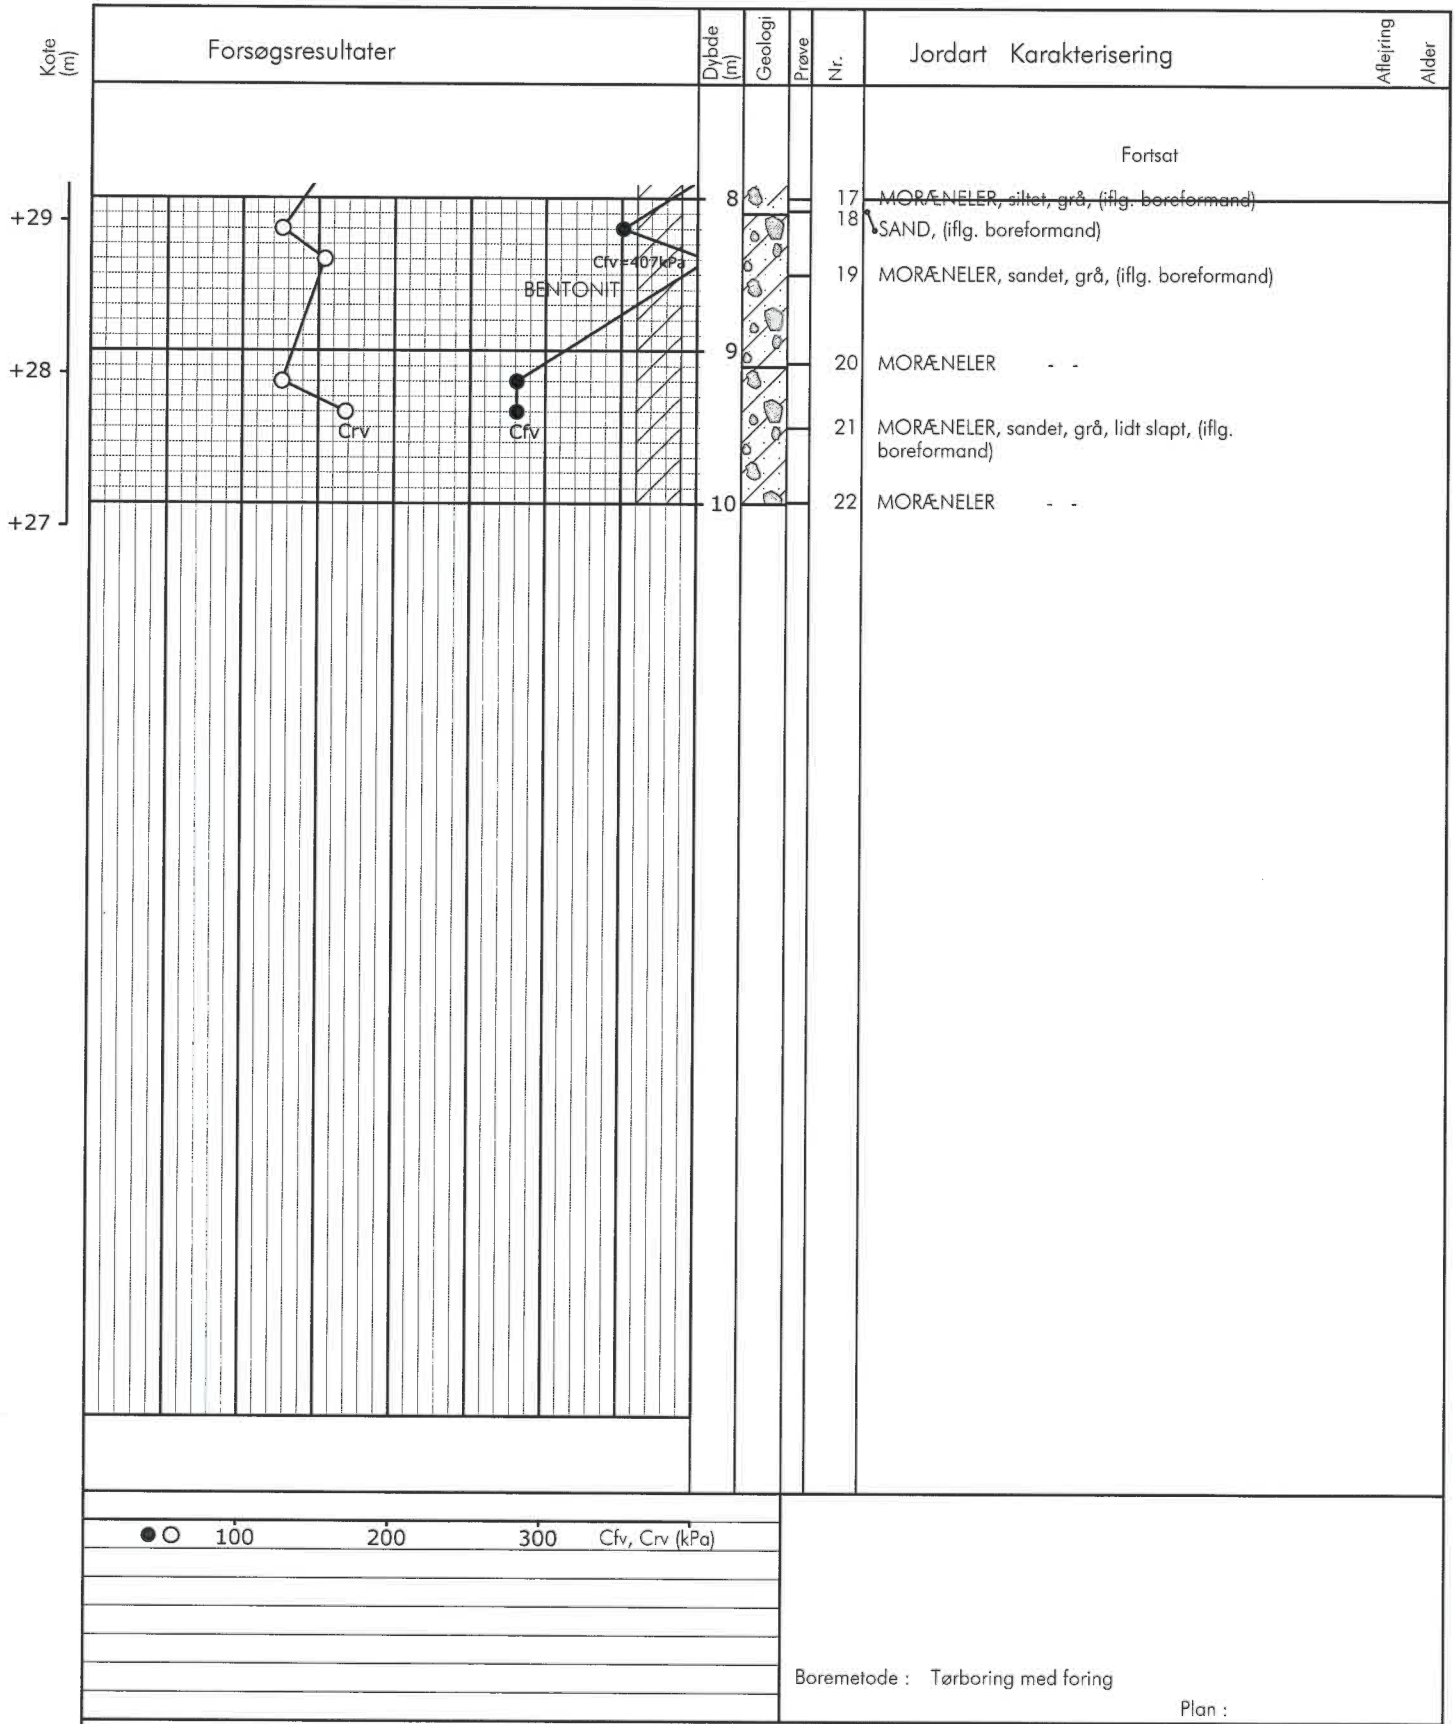 Kote (m)
Forsøgsresultater
Dybde (m)
Geologi
Prøve
Nr.
Jordart Karakterisering
Aflejring
Alder
Fortsat
8 17 MORÆNELER, siltet, grå, (iflg. boreformand)
+29
18 SAND, (iflg. boreformand)
Cfv=407kPa
19 MORÆNELER, sandet, grå, (iflg. boreformand)
BENTONIT
9
+28
20 MORÆNELER - -
Crv
Cfv
21 MORÆNELER, sandet, grå, lidt slapt, (iflg.
boreformand)
10 22 MORÆNELER - -
+27
100 200 300 Cfv, Crv (kPa)
Boremetode : Tørboring med foring
Plan :